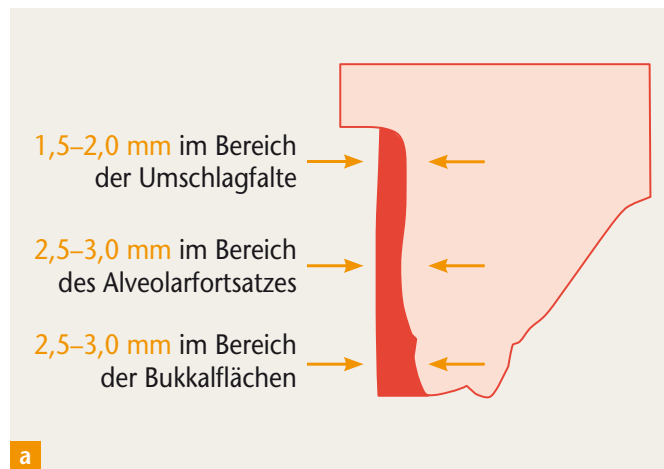 1,5–2,0 mm im Bereich
der Umschlagfalte
2,5–3,0 mm im Bereich
des Alveolarfortsatzes
2,5–3,0 mm im Bereich
der Bukkalflächen
a